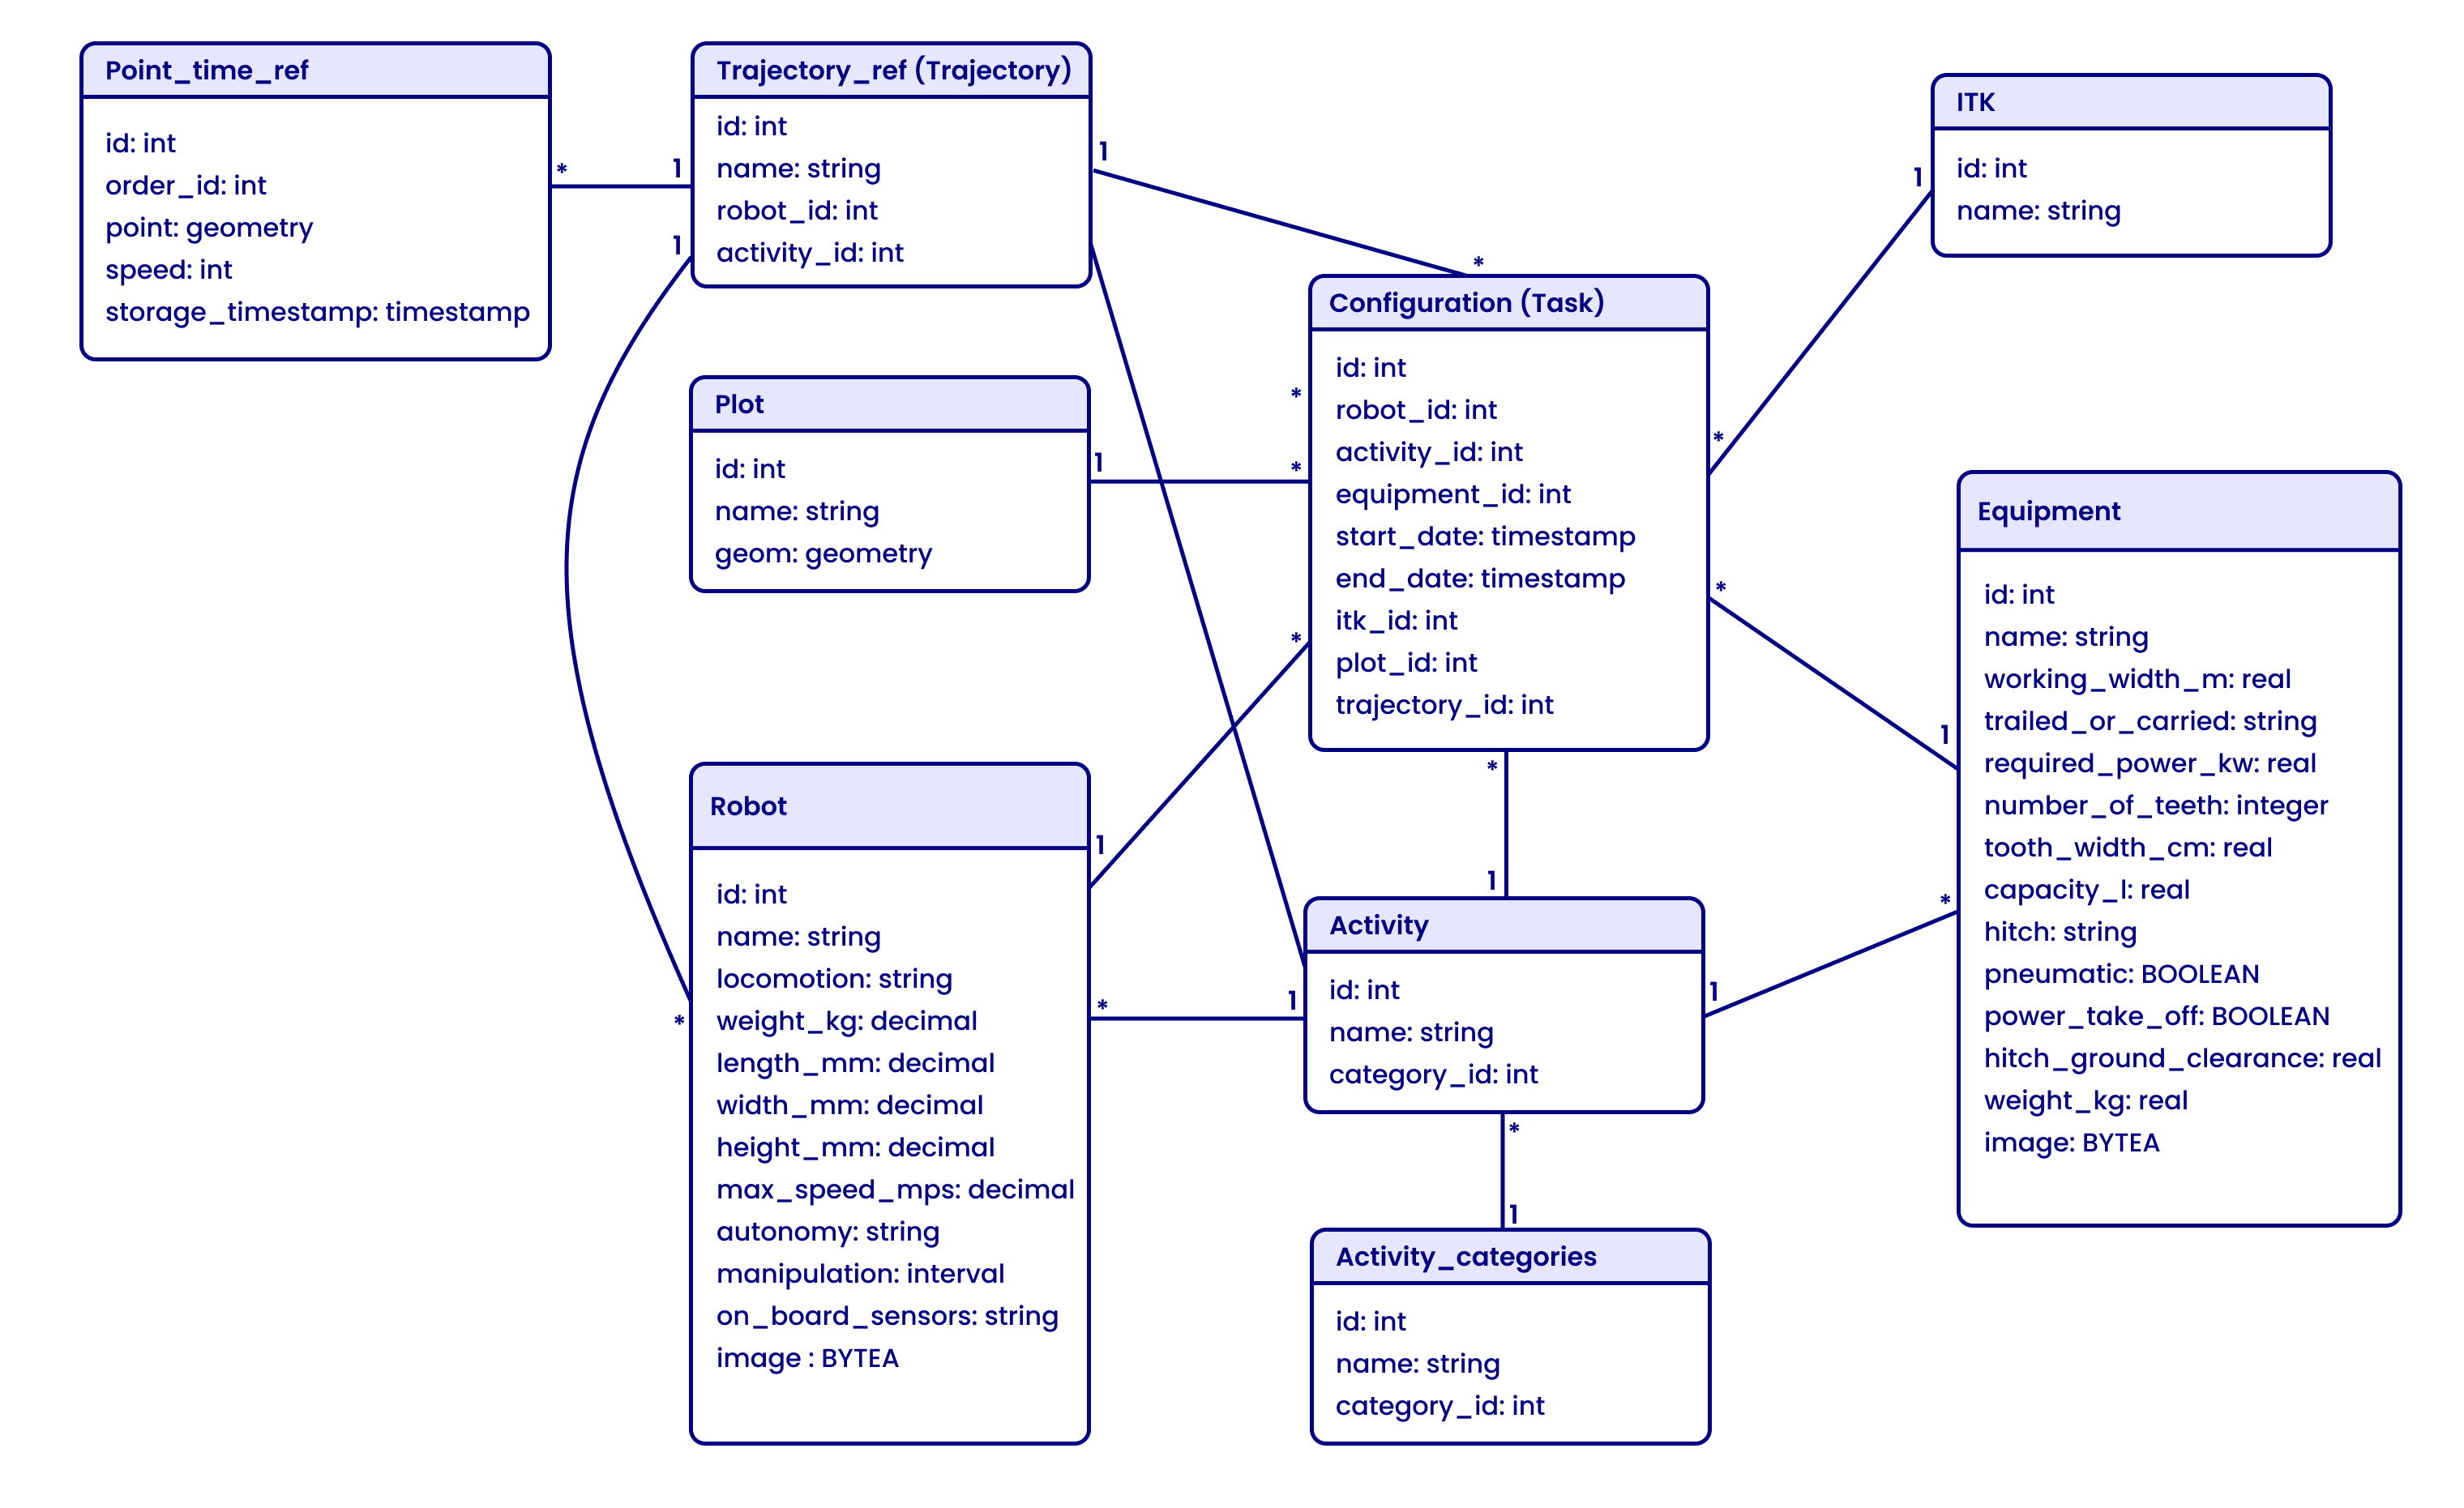 Point_time_ref
id: int
order_id: int
point: geometry
speed: int
storage_timestamp: timestamp
*
1
1
Trajectory_ref (Trajectory)
id: int
name: string
robot_id: int
activity_id: int
1
*
Plot
id: int
name: string
geom: geometry
1
*
*
*
Configuration (Task)
id: int
robot_id: int
activity_id: int
equipment_id: int
start_date: timestamp
end_date: timestamp
itk_id: int
plot_id: int
trajectory_id: int
*
*
*
1
ITK
id: int
name: string
1
1
*
Equipment
id: int
name: string
working_width_m: real
trailed_or_carried: string
required_power_kw: real
number_of_teeth: integer
tooth_width_cm: real
capacity_l: real
hitch: string
pneumatic: BOOLEAN
power_take_off: BOOLEAN
hitch_ground_clearance: real
weight_kg: real
image: BYTEA
Robot
id: int
name: string
locomotion: string
weight_kg: decimal
length_mm: decimal
width_mm: decimal
height_mm: decimal
max_speed_mps: decimal
autonomy: string
manipulation: interval
on_board_sensors: string
image : BYTEA
*
1
*
1
Activity
id: int
name: string
category_id: int
1
*
1
Activity_categories
id: int
name: string
category_id: int